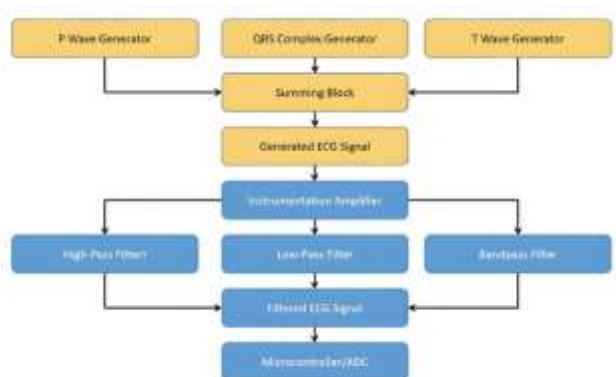 P Wave Generator
QRS Complex Generator
T Wave Generator
Summing Block
Generated ECG Signal
Instrumentation Amplifier
High-Pass Filter
Low-Pass Filter
Bandpass Filter
Filtered ECG Signal
Microcontroller/ADC